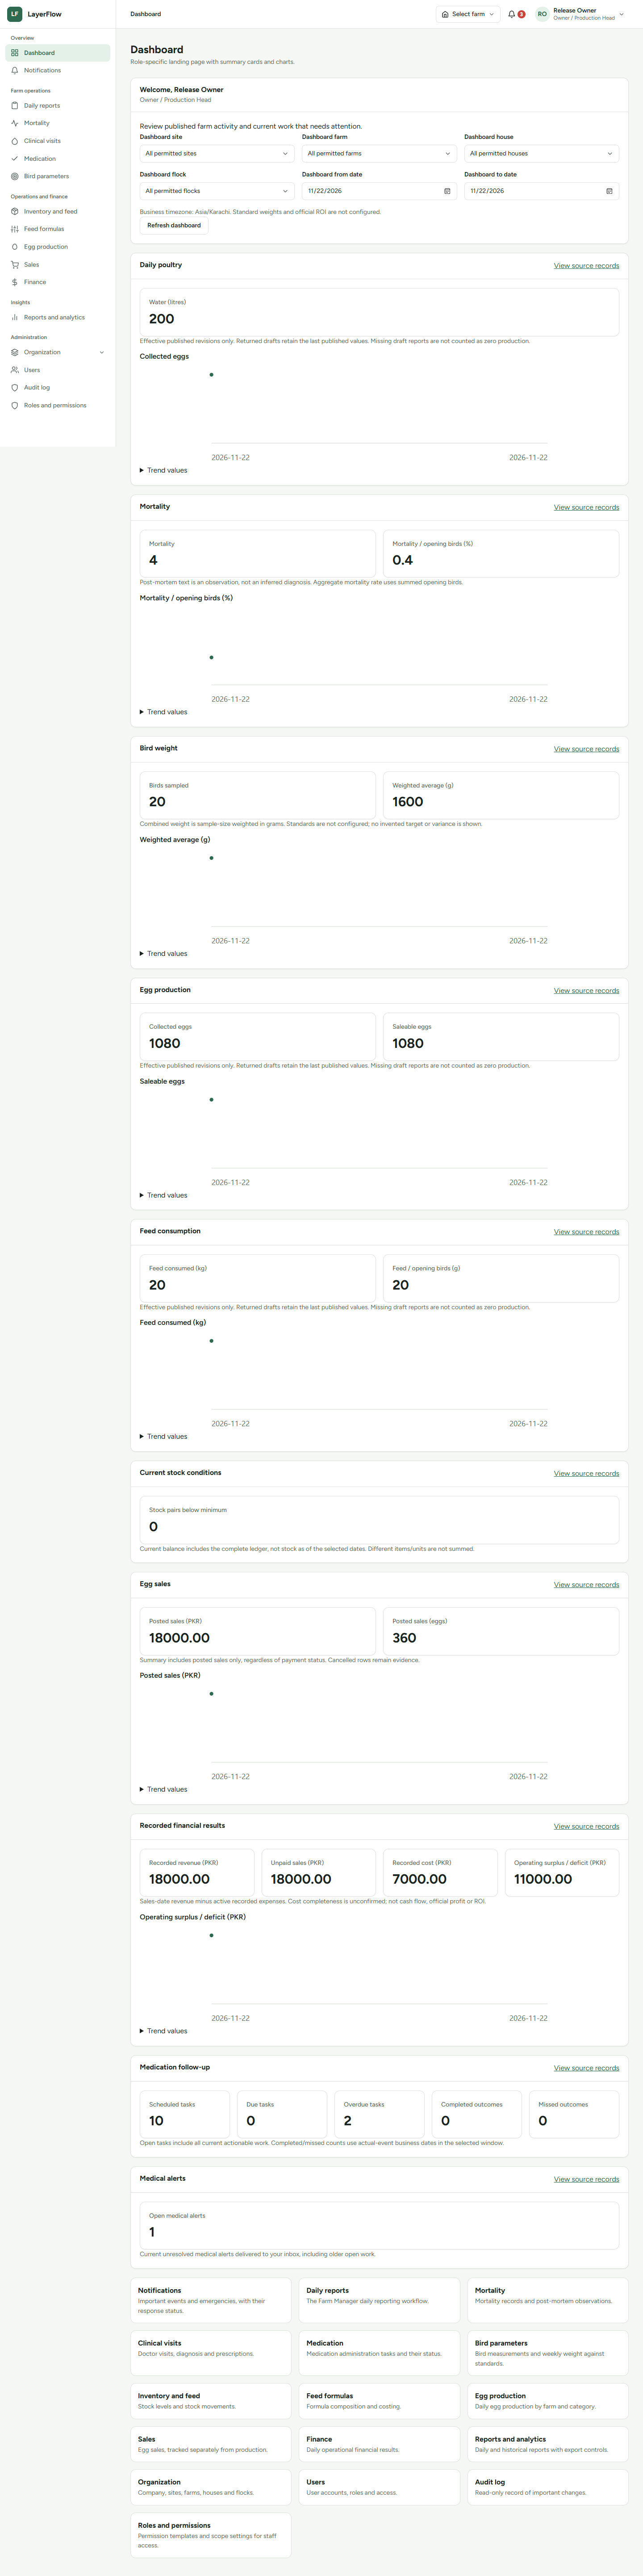 LF LayerFlow
Overview
Dashboard
Notifications
Farm operations
Daily reports
Mortality
Clinical visits
Medication
Bird parameters
Operations and finance
Inventory and feed
Feed formulas
Egg production
Sales
Finance
Insights
Reports and analytics
Administration
Organization
Users
Audit log
Roles and permissions
Dashboard
Select farm
3
RO
Release Owner
Owner / Production Head
Dashboard
Role-specific landing page with summary cards and charts.
Welcome, Release Owner
Owner / Production Head
Review published farm activity and current work that needs attention.
Dashboard site Dashboard farm Dashboard house
All permitted sites All permitted farms All permitted houses
Dashboard flock Dashboard from date Dashboard to date
All permitted flocks 11/22/2026 11/22/2026
Business timezone: Asia/Karachi. Standard weights and official ROI are not configured.
Refresh dashboard
Daily poultry View source records
Water (litres)
200
Effective published revisions only. Returned drafts retain the last published values. Missing draft reports are not counted as zero production.
Collected eggs
2026-11-22 2026-11-22
Trend values
Mortality View source records
Mortality Mortality / opening birds (%)
4 0.4
Post-mortem text is an observation, not an inferred diagnosis. Aggregate mortality rate uses summed opening birds.
Mortality / opening birds (%)
2026-11-22 2026-11-22
Trend values
Bird weight View source records
Birds sampled Weighted average (g)
20 1600
Combined weight is sample-size weighted in grams. Standards are not configured; no invented target or variance is shown.
Weighted average (g)
2026-11-22 2026-11-22
Trend values
Egg production View source records
Collected eggs Saleable eggs
1080 1080
Effective published revisions only. Returned drafts retain the last published values. Missing draft reports are not counted as zero production.
Saleable eggs
2026-11-22 2026-11-22
Trend values
Feed consumption View source records
Feed consumed (kg) Feed / opening birds (g)
20 20
Effective published revisions only. Returned drafts retain the last published values. Missing draft reports are not counted as zero production.
Feed consumed (kg)
2026-11-22 2026-11-22
Trend values
Current stock conditions View source records
Stock pairs below minimum
0
Current balance includes the complete ledger, not stock as of the selected dates. Different items/units are not summed.
Egg sales View source records
Posted sales (PKR) Posted sales (eggs)
18000.00 360
Summary includes posted sales only, regardless of payment status. Cancelled rows remain evidence.
Posted sales (PKR)
2026-11-22 2026-11-22
Trend values
Recorded financial results View source records
Recorded revenue (PKR) Unpaid sales (PKR) Recorded cost (PKR) Operating surplus / deficit (PKR)
18000.00 18000.00 7000.00 11000.00
Sales-date revenue minus active recorded expenses. Cost completeness is unconfirmed; not cash flow, official profit or ROI.
Operating surplus / deficit (PKR)
2026-11-22 2026-11-22
Trend values
Medication follow-up View source records
Scheduled tasks Due tasks Overdue tasks Completed outcomes Missed outcomes
10 0 2 0 0
Open tasks include all current actionable work. Completed/missed counts use actual-event business dates in the selected window.
Medical alerts View source records
Open medical alerts
1
Current unresolved medical alerts delivered to your inbox, including older open work.
Notifications
Important events and emergencies, with their
response status.
Daily reports
The Farm Manager daily reporting workflow.
Mortality
Mortality records and post-mortem observations.
Clinical visits
Doctor visits, diagnosis and prescriptions.
Medication
Medication administration tasks and their status.
Bird parameters
Bird measurements and weekly weight against
standards.
Inventory and feed
Stock levels and stock movements.
Feed formulas
Formula composition and costing.
Egg production
Daily egg production by farm and category.
Sales
Egg sales, tracked separately from production.
Finance
Daily operational financial results.
Reports and analytics
Daily and historical reports with export controls.
Organization
Company, sites, farms, houses and flocks.
Users
User accounts, roles and access.
Audit log
Read-only record of important changes.
Roles and permissions
Permission templates and scope settings for staff
access.